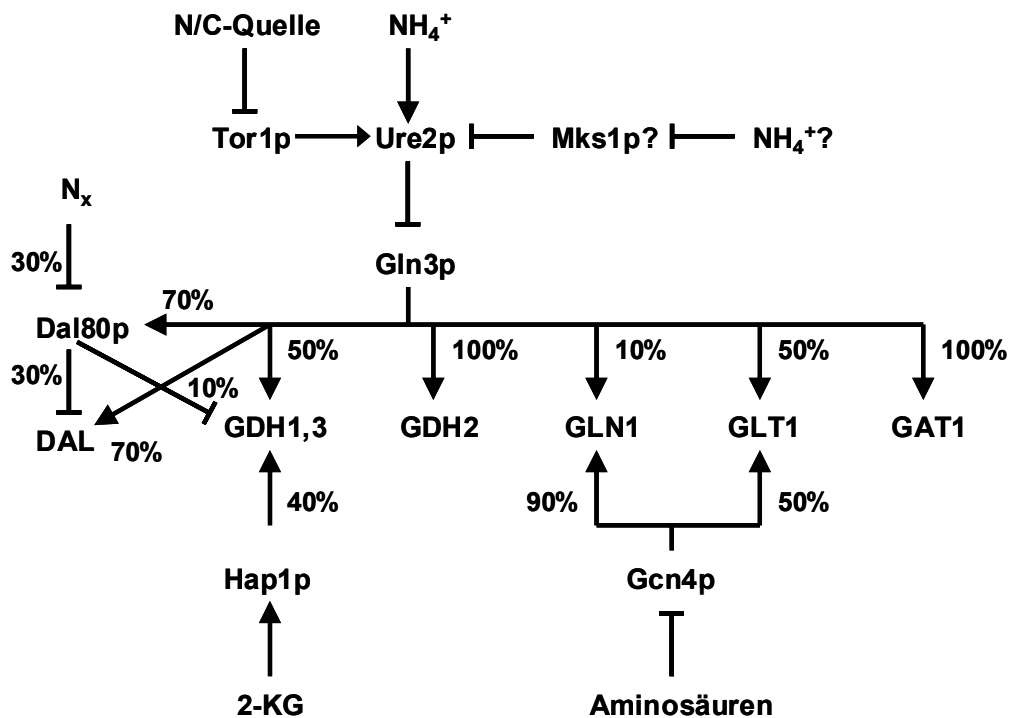 N/C-Quelle NH₄⁺
Tor1p Ure2p Mks1p? NH₄⁺?
Nₓ
30%
Gln3p
Dal80p 70%
30% 10% 50% 100% 10% 50% 100%
DAL 70% GDH1,3 GDH2 GLN1 GLT1 GAT1
40% 90% 50%
Hap1p Gcn4p
2-KG Aminosäuren